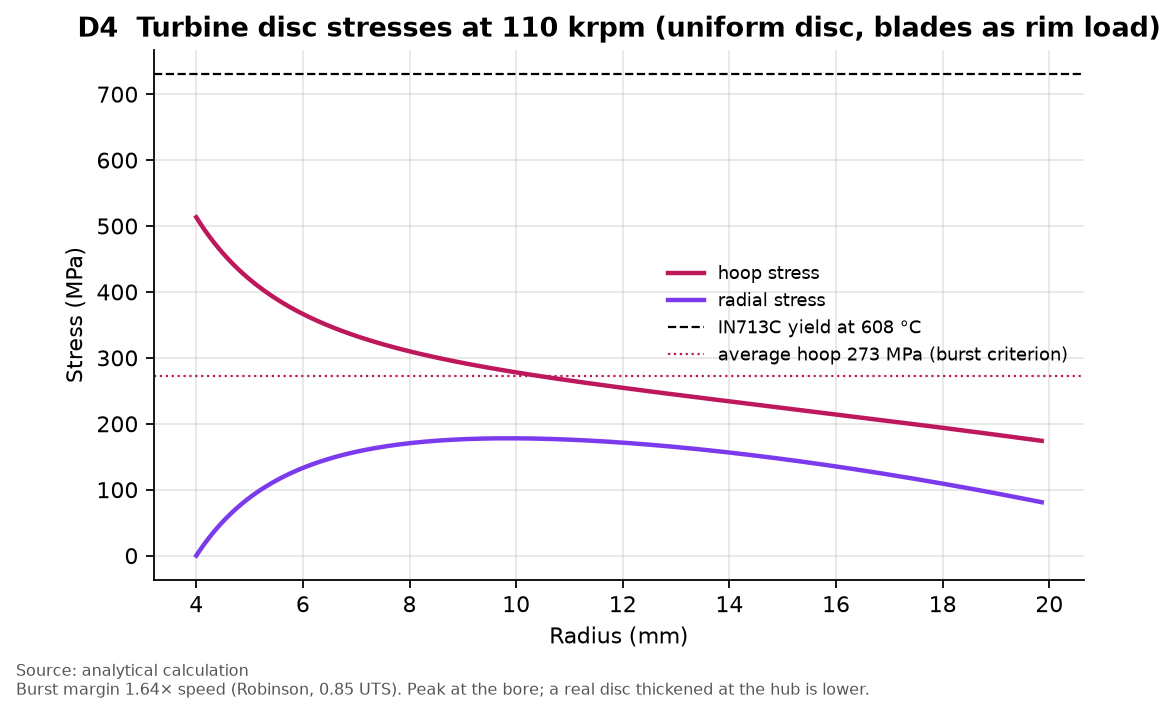 D4  Turbine disc stresses at 110 krpm (uniform disc, blades as rim load)
Stress (MPa)
700
600
500
400
300
200
100
0
hoop stress
radial stress
IN713C yield at 608 °C
average hoop 273 MPa (burst criterion)
4 6 8 10 12 14 16 18 20
Radius (mm)
Source: analytical calculation
Burst margin 1.64× speed (Robinson, 0.85 UTS). Peak at the bore; a real disc thickened at the hub is lower.